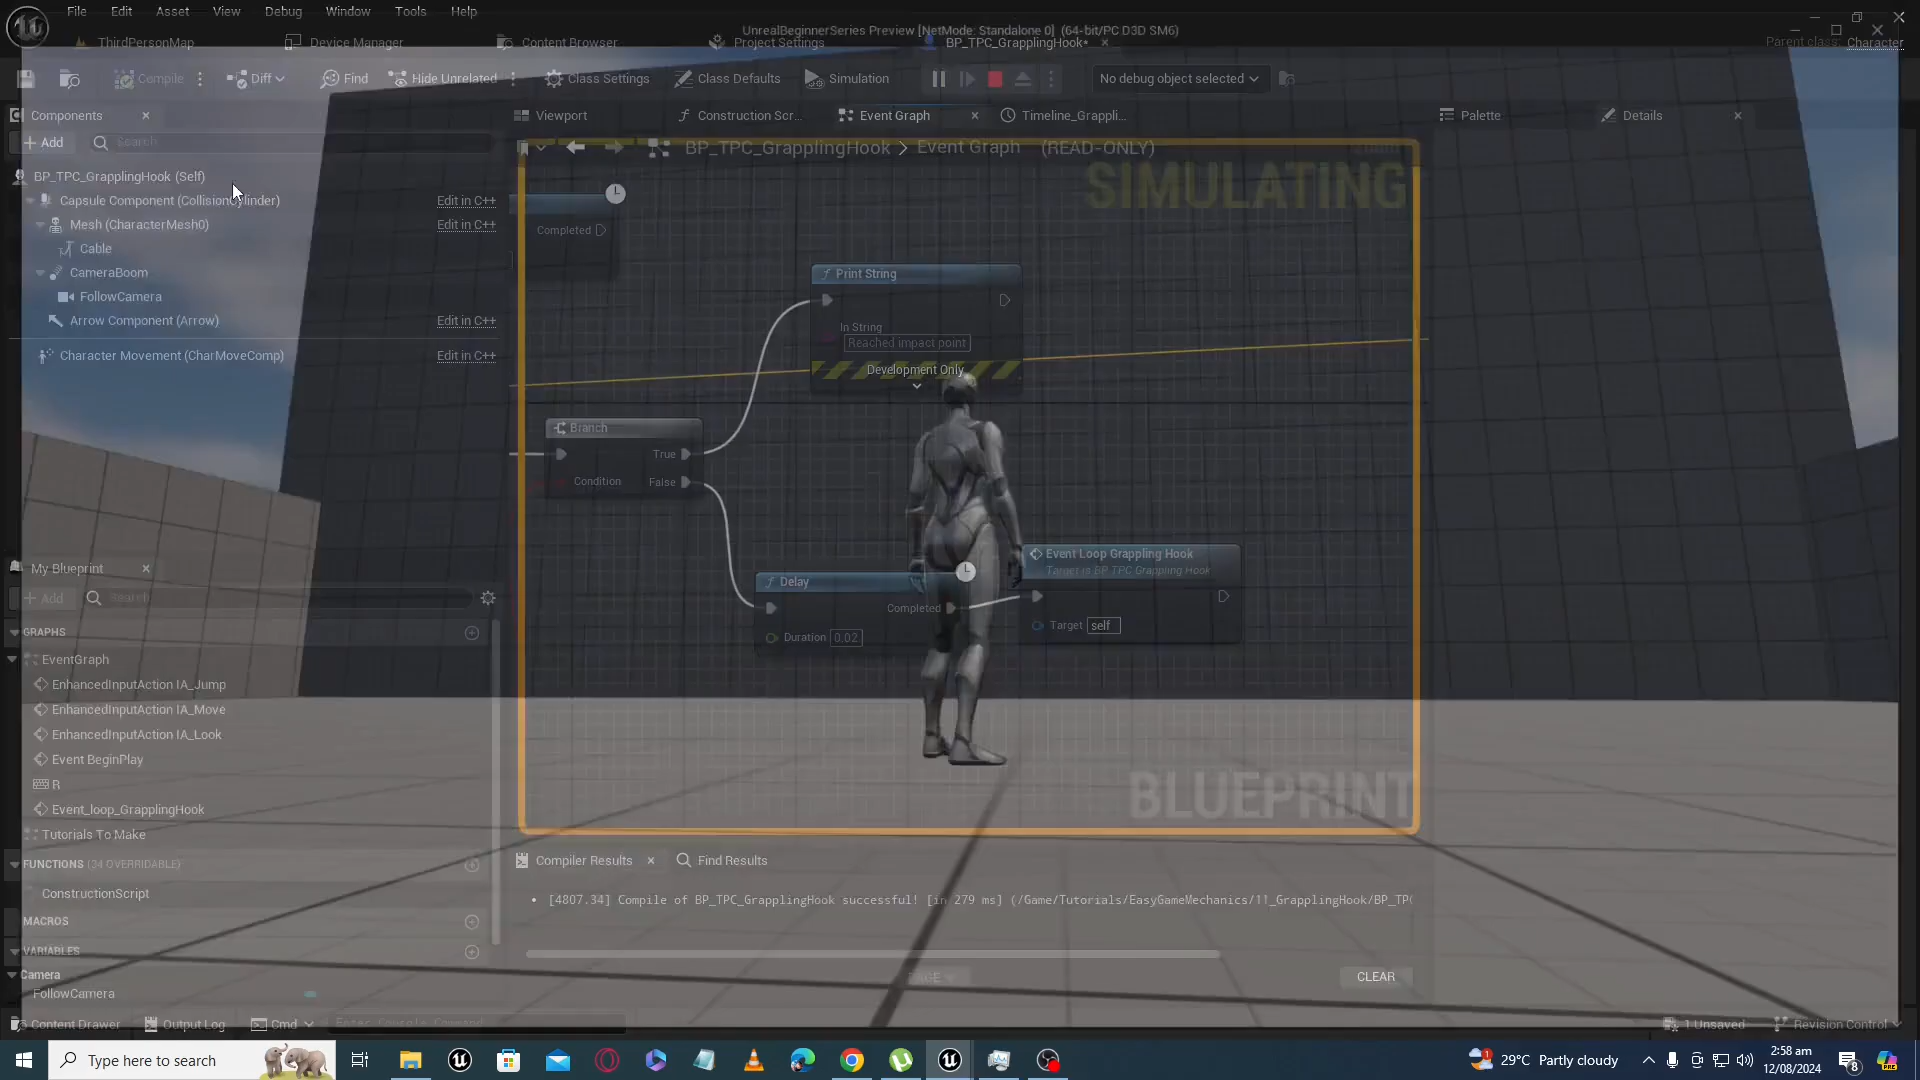 File Edit Asset View Debug Window Tools Help
UnrealBeginnerSeries Preview [NetMode: Standalone 0] (64-bit/PC D3D SM6)
ThirdPersonMap Device Manager Content Browser Project Settings BP_TPC_GrapplingHook* Parent class: Character
Compile Diff Find Hide Unrelated Class Settings Class Defaults Simulation No debug object selected
Components Viewport Construction Scr... Event Graph Timeline_Grappli... Palette Details
+ Add Search
BP_TPC_GrapplingHook > Event Graph (READ-ONLY)
SIMULATING
BP_TPC_GrapplingHook (Self)
Capsule Component (CollisionCylinder) Edit in C++
Mesh (CharacterMesh0) Edit in C++
Cable
CameraBoom
FollowCamera
Arrow Component (Arrow) Edit in C++
Character Movement (CharMoveComp) Edit in C++
Completed
Print String
In String
Reached impact point
Development Only
Branch
True
Condition False
Delay
Completed
Duration 0.02
Event Loop Grappling Hook
Target is BP TPC Grappling Hook
Target self
BLUEPRINT
My Blueprint
+ Add Search
GRAPHS
EventGraph
EnhancedInputAction IA_Jump
EnhancedInputAction IA_Move
EnhancedInputAction IA_Look
Event BeginPlay
R
Event_loop_GrapplingHook
Tutorials To Make
FUNCTIONS (34 OVERRIDABLE)
ConstructionScript
MACROS
VARIABLES
Camera
FollowCamera
Compiler Results Find Results
[4807.34] Compile of BP_TPC_GrapplingHook successful! [in 279 ms] (/Game/Tutorials/EasyGameMechanics/11_GrapplingHook/BP_TP
CLEAR
Content Drawer Output Log Cmd Enter Console Command 1 Unsaved Revision Control
Type here to search 29°C Partly cloudy 2:58 am
12/08/2024
8